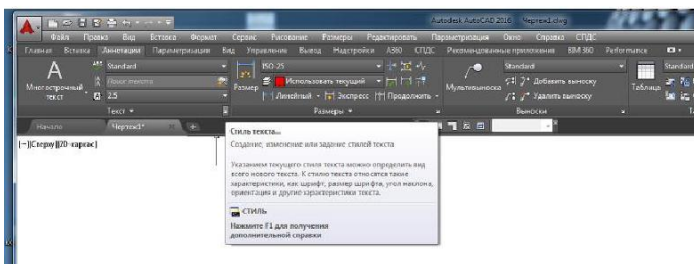 Autodesk AutoCAD 2016 Чертеж1.dwg
Файл Правка Вид Вставка Формат Сервис Рисование Размеры Редактировать Параметризация Окно Справка СПДС
Главная Вставка Аннотации Параметризация Вид Управление Вывод Надстройки A360 СПДС Рекомендованные приложения BIM 360 Performance
Standard ISO-25 Использовать текущий Standard Standard
Поиск текста
Многострочный текст 2.5 Размер Линейный Экспресс Продолжить Мультивыноска Добавить выноску Удалить выноску Таблица
Текст Размеры Выноски
Начало Чертеж1*
[−][Сверху][2D-каркас]
Стиль текста...
Создание, изменение или задание стилей текста
Указанием текущего стиля текста можно определить вид
всего нового текста. К стилю текста относятся такие
характеристики, как шрифт, размер шрифта, угол наклона,
ориентация и другие характеристики текста.
СТИЛЬ
Нажмите F1 для получения
дополнительной справки